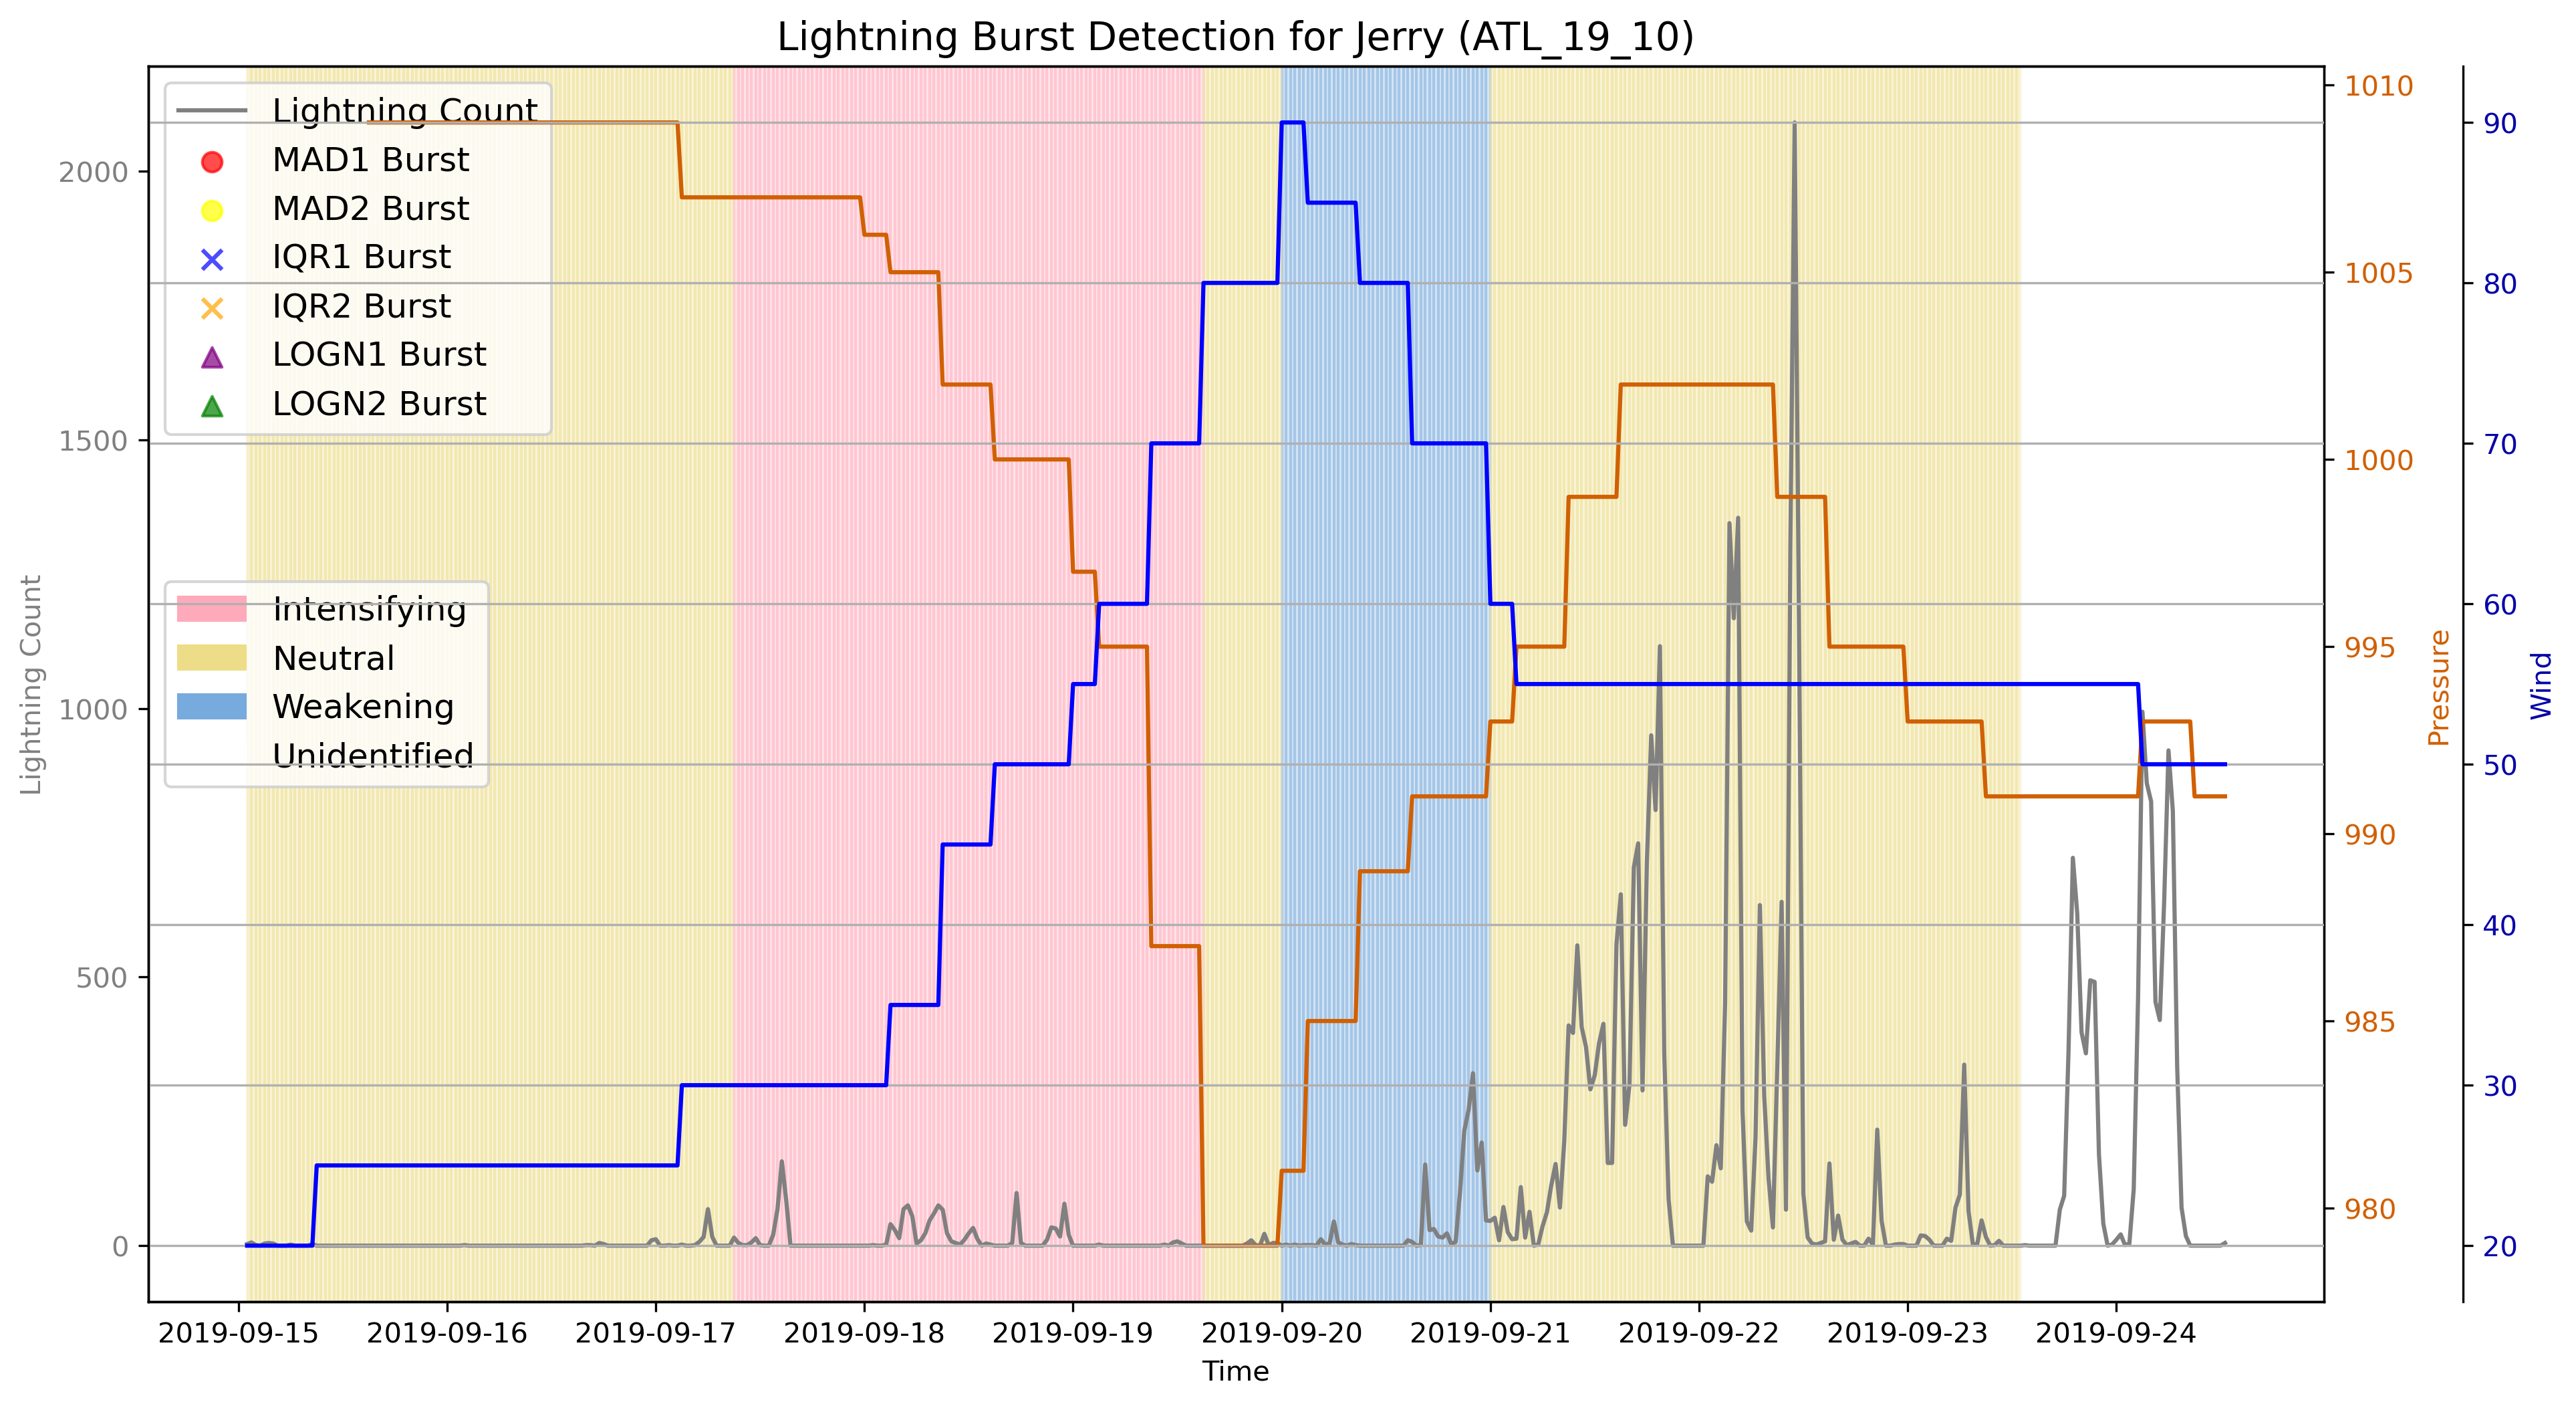 Lightning Burst Detection for Jerry (ATL_19_10)
Lightning Count
MAD1 Burst
MAD2 Burst
IQR1 Burst
IQR2 Burst
LOGN1 Burst
LOGN2 Burst
Intensifying
Neutral
Weakening
Unidentified
Lightning Count
2000
1500
1000
500
0
1010
1005
1000
995
990
985
980
Pressure
90
80
70
60
50
40
30
20
Wind
2019-09-15
2019-09-16
2019-09-17
2019-09-18
2019-09-19
2019-09-20
2019-09-21
2019-09-22
2019-09-23
2019-09-24
Time